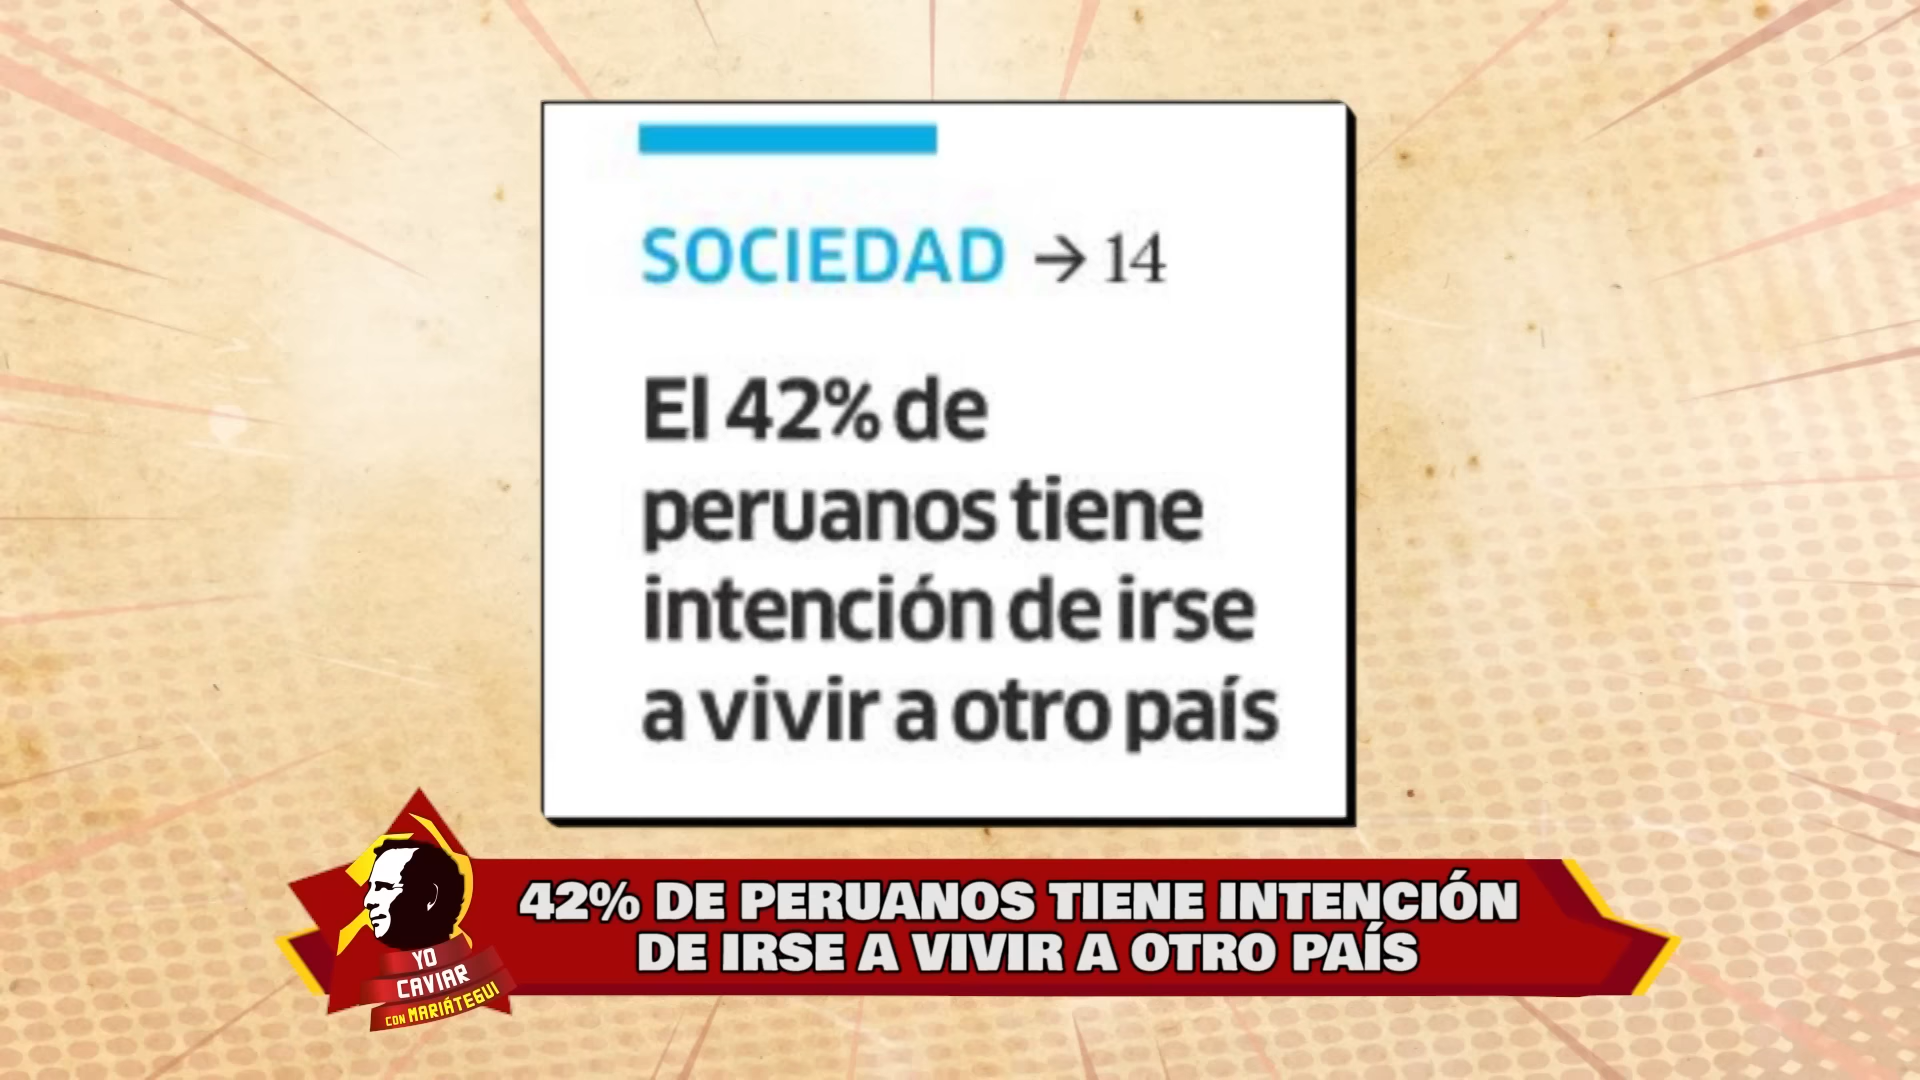 SOCIEDAD → 14
El 42% de
peruanos tiene
intención de irse
a vivir a otro país
42% DE PERUANOS TIENE INTENCIÓN
DE IRSE A VIVIR A OTRO PAÍS
YO
CAVIAR
CON MARIÁTEGUI